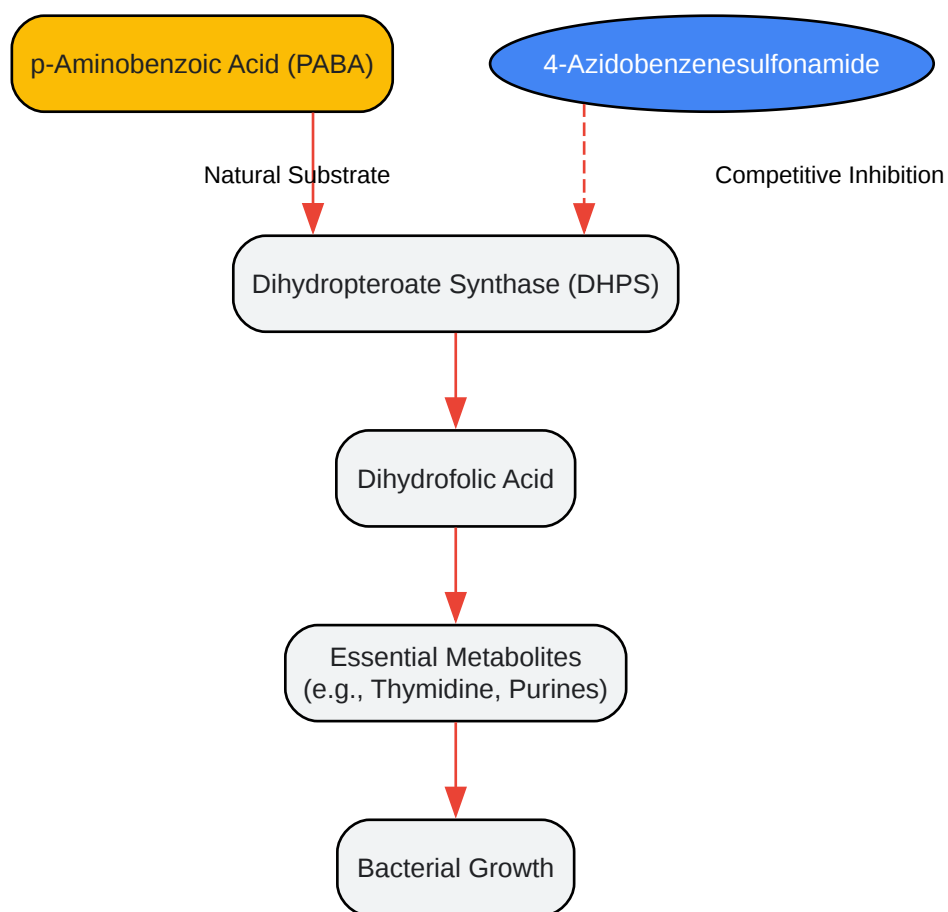 p-Aminobenzoic Acid (PABA)
4-Azidobenzenesulfonamide
Natural Substrate
Competitive Inhibition
Dihydropteroate Synthase (DHPS)
Dihydrofolic Acid
Essential Metabolites
(e.g., Thymidine, Purines)
Bacterial Growth